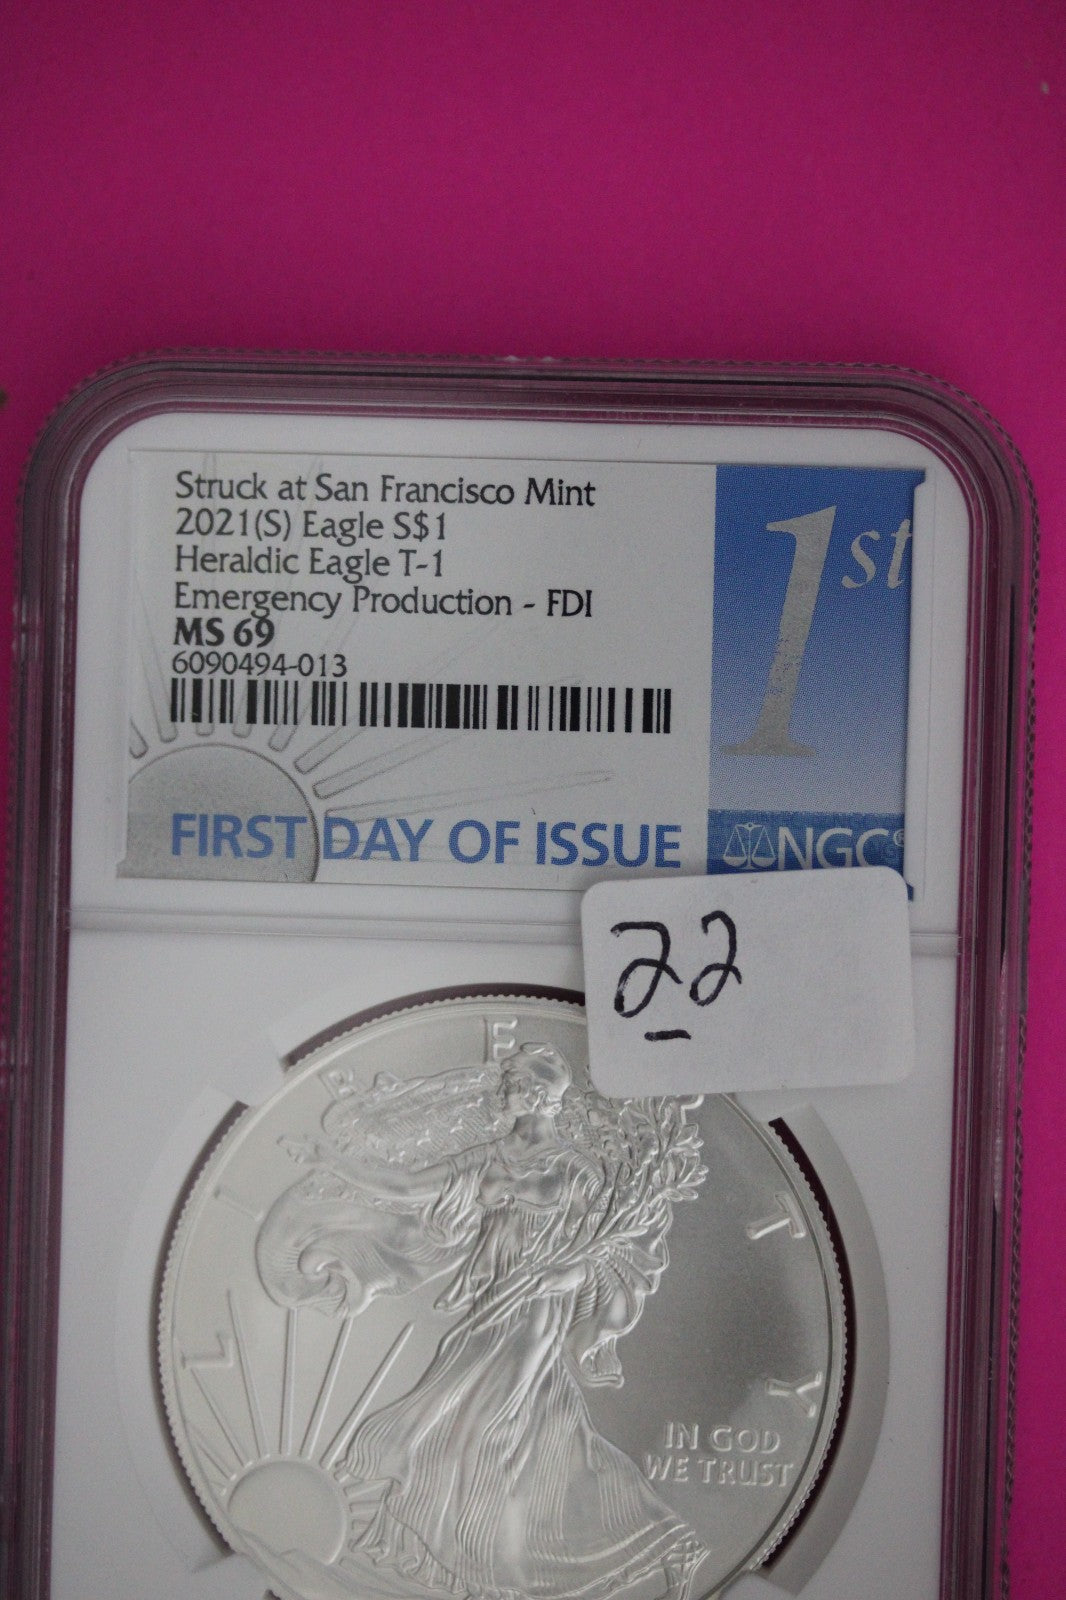 Struck at San Francisco Mint
2021(S) Eagle S$1
Heraldic Eagle T-1
Emergency Production - FDI
MS 69
6090494-013
1st
FIRST DAY OF ISSUE
NGC®
22
LIBERTY
IN GOD
WE TRUST